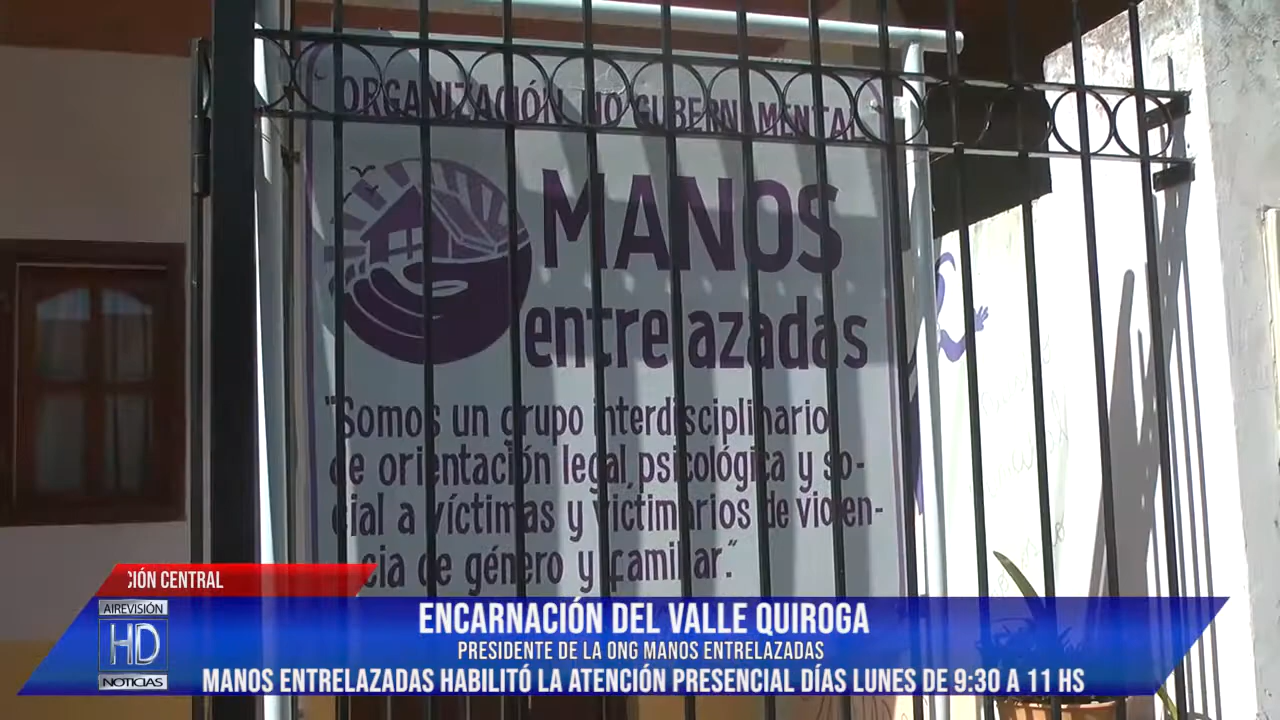 ORGANIZACIÓN NO GUBERNAMENTAL
MANOS
entrelazadas
"Somos un grupo interdisciplinario
de orientación legal, psicológica y so-
cial a víctimas y victimarios de violen-
cia de género y familiar."
CIÓN CENTRAL
AIREVISIÓN
HD
NOTICIAS
ENCARNACIÓN DEL VALLE QUIROGA
PRESIDENTE DE LA ONG MANOS ENTRELAZADAS
MANOS ENTRELAZADAS HABILITÓ LA ATENCIÓN PRESENCIAL DÍAS LUNES DE 9:30 A 11 HS